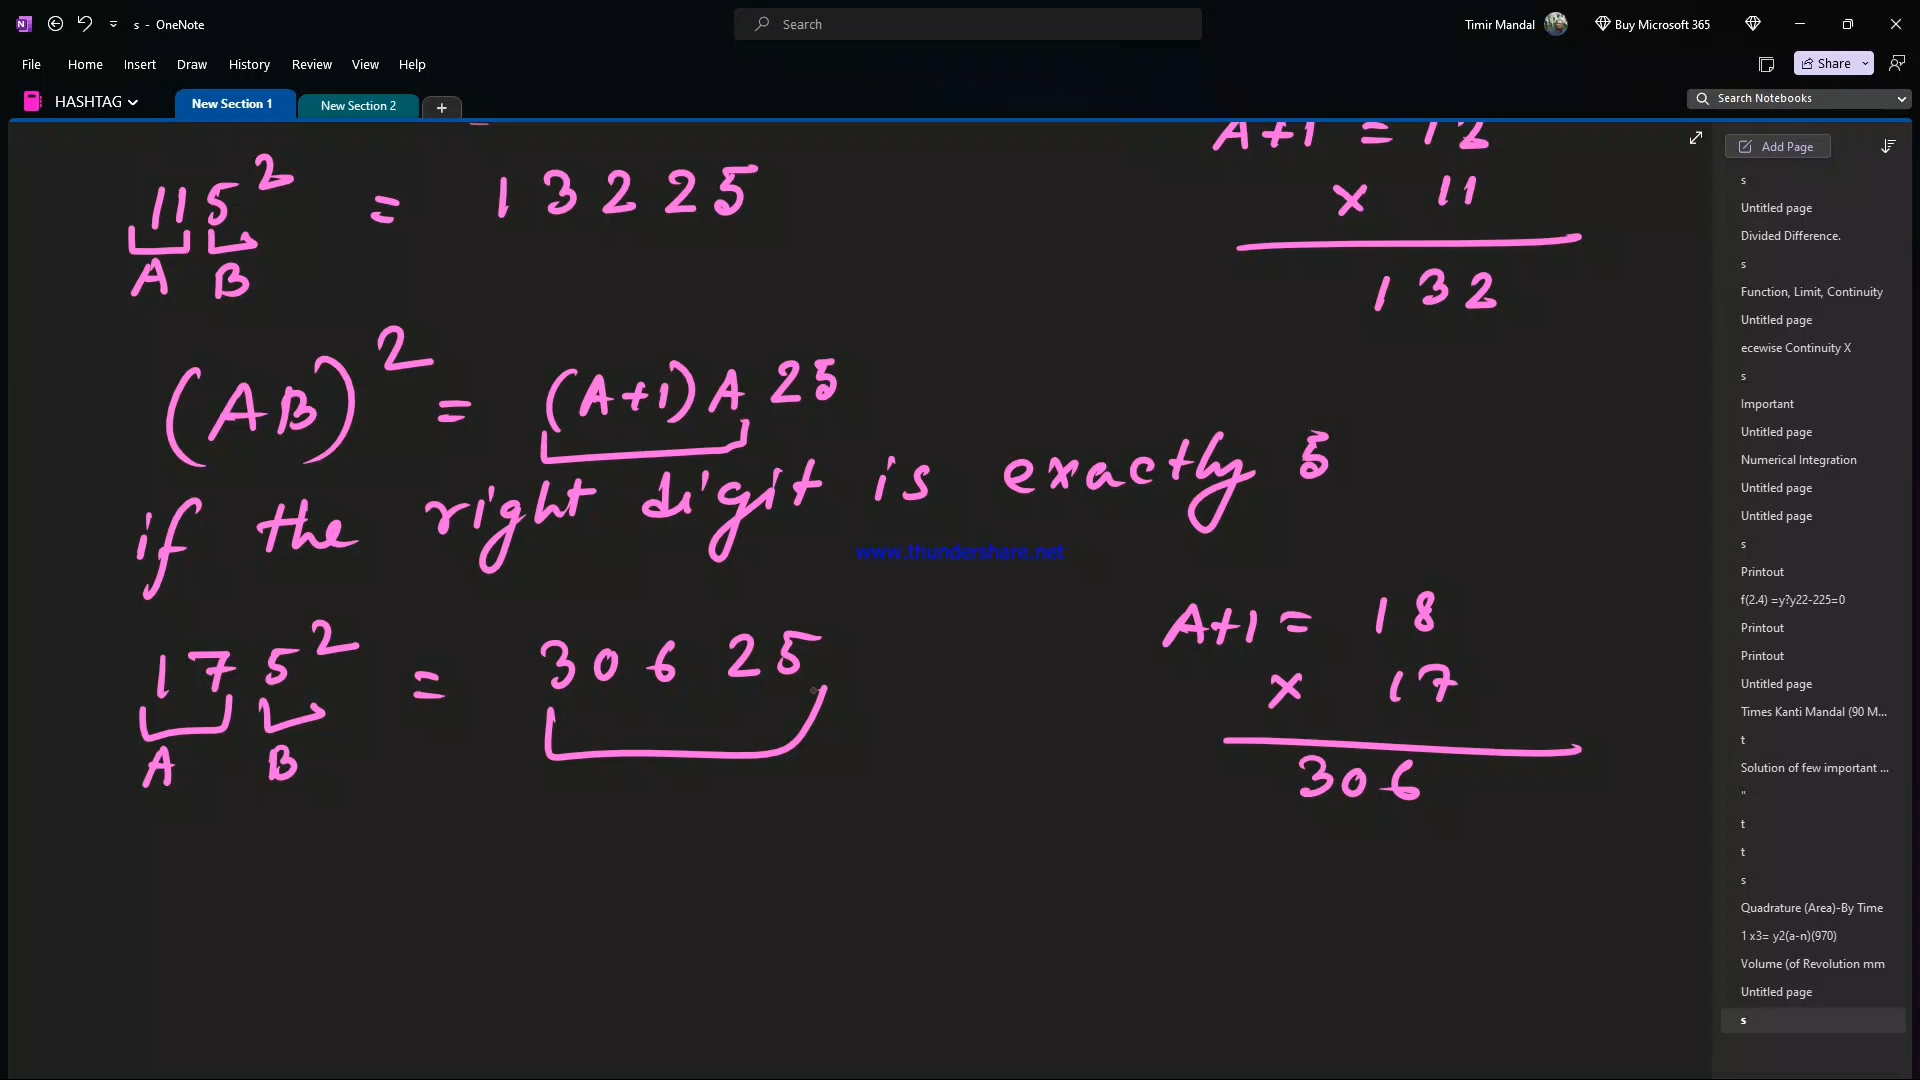 s - OneNote
Search
Timir Mandal
Buy Microsoft 365
File Home Insert Draw History Review View Help
Share
HASHTAG
New Section 1
New Section 2
+
Search Notebooks
Add Page
A+1 = 12
× 11
132
115² = 13225
A B
(AB)² = (A+1)A 25
if the right digit is exactly 5
www.thundershare.net
175² = 306 25
A B
A+1 = 18
× 17
306
s
Untitled page
Divided Difference.
s
Function, Limit, Continuity
Untitled page
ecewise Continuity X
s
Important
Untitled page
Numerical Integration
Untitled page
Untitled page
s
Printout
f(2.4) =y?y22-225=0
Printout
Printout
Untitled page
Times Kanti Mandal (90 M...
t
Solution of few important ...
"
t
t
s
Quadrature (Area)-By Time
1 x3= y2(a-n)(970)
Volume (of Revolution mm
Untitled page
s